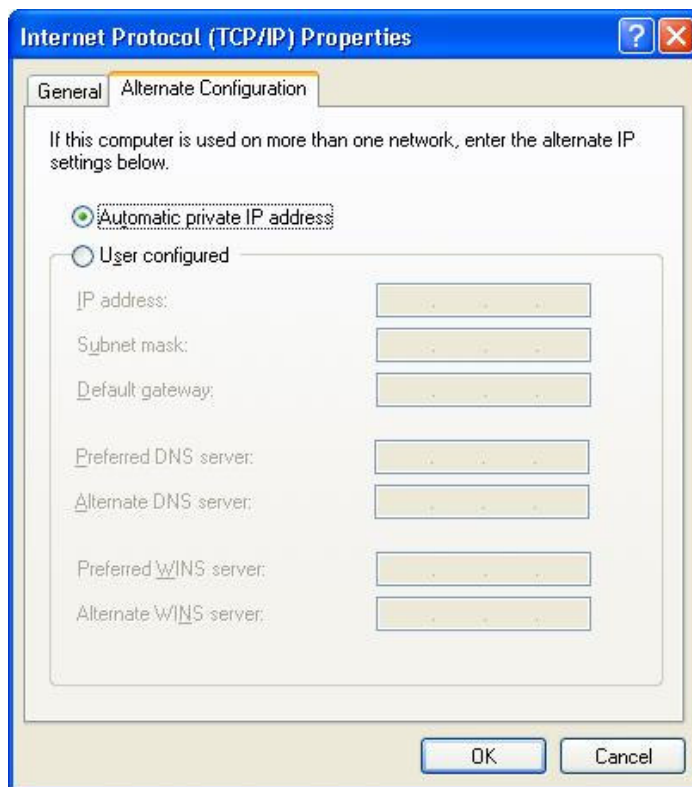 Internet Protocol (TCP/IP) Properties
General
Alternate Configuration
If this computer is used on more than one network, enter the alternate IP
settings below.
Automatic private IP address
User configured
IP address:
Subnet mask:
Default gateway:
Preferred DNS server:
Alternate DNS server:
Preferred WINS server:
Alternate WINS server:
OK
Cancel